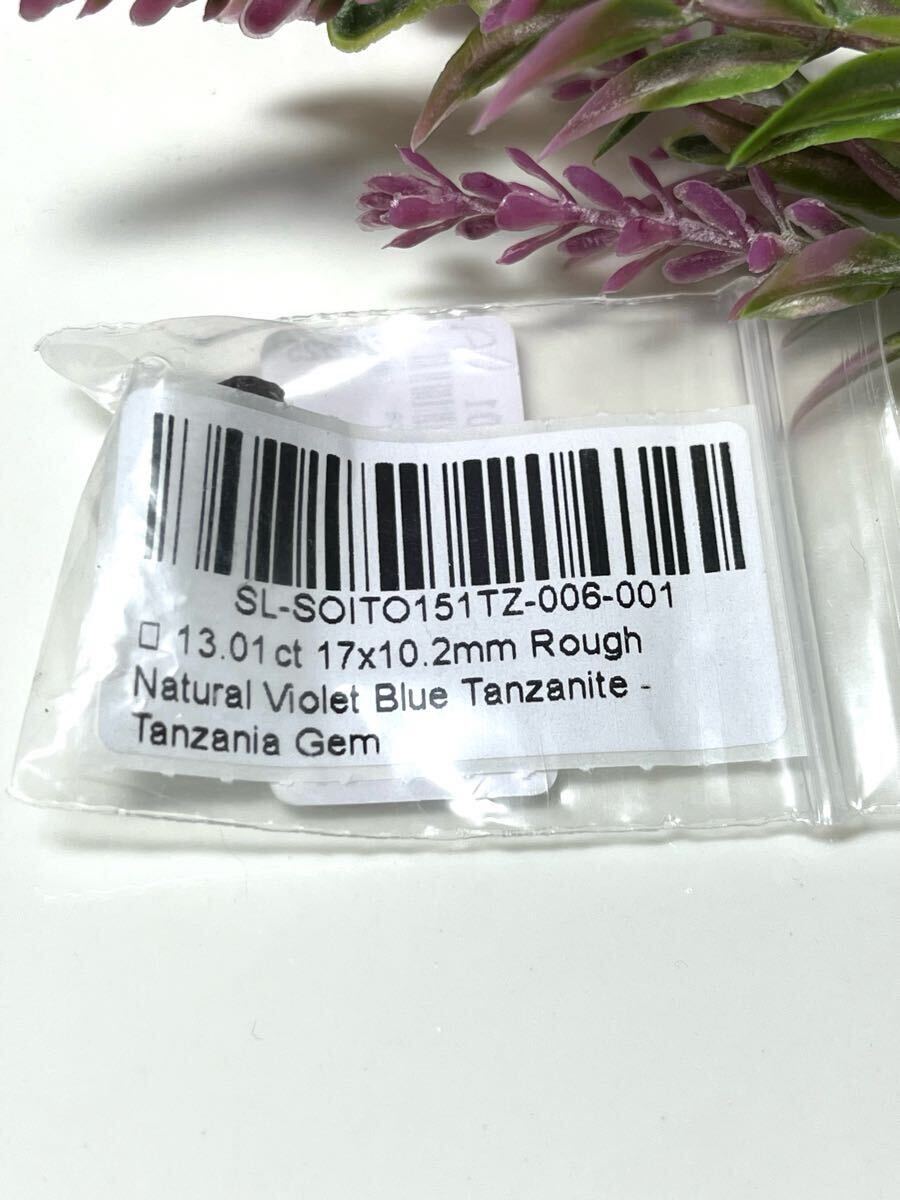 SL-SOITO151TZ-006-001
□ 13.01ct 17x10.2mm Rough
Natural Violet Blue Tanzanite -
Tanzania Gem